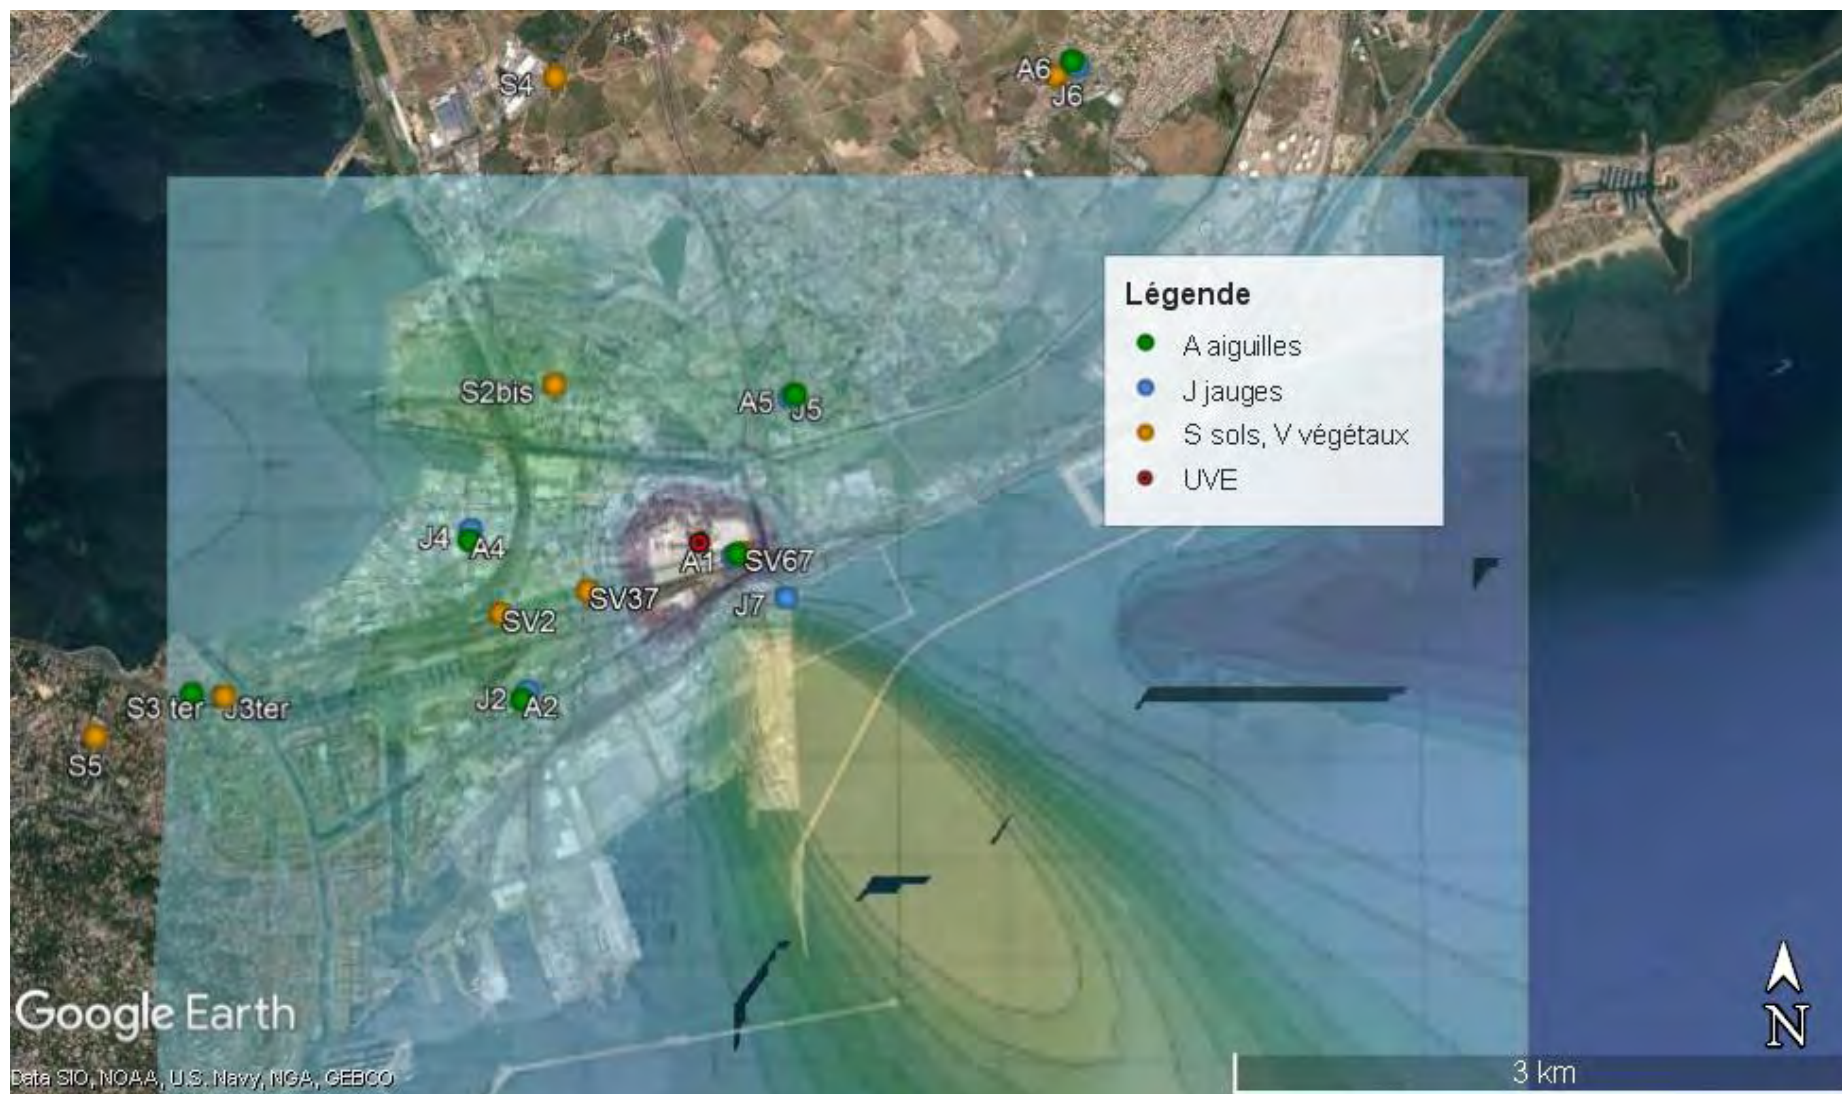 S4
A6
J6
Légende
A aiguilles
J jauges
S sols, V végétaux
UVE
S2bis
A5
J5
J4
A4
A1
SV67
SV37
J7
SV2
J2
A2
S3 ter
J3ter
S5
Google Earth
N
Data SIO, NOAA, U.S. Navy, NGA, GEBCO
3 km